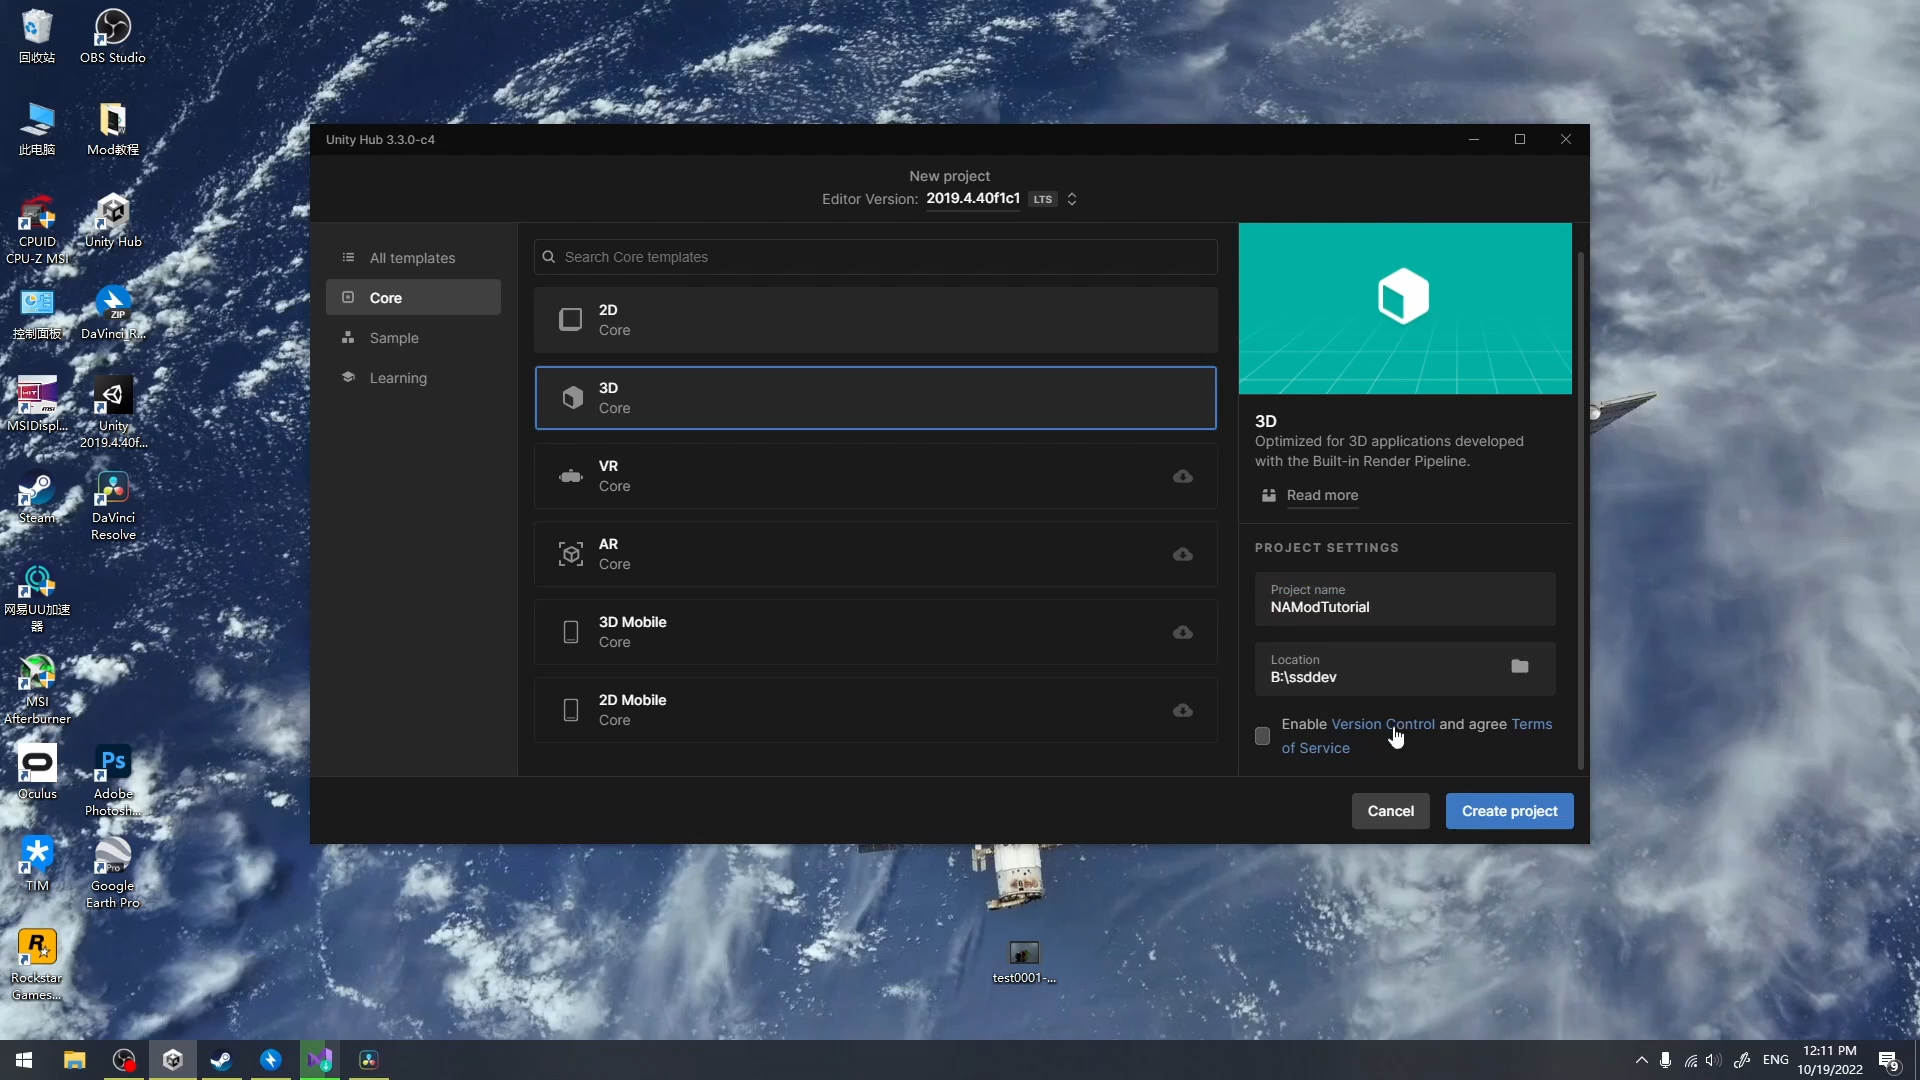 回收站
OBS Studio
此电脑
Mod教程
CPUID
CPU-Z MSI
Unity Hub
控制面板
DaVinci_R...
MSIDispl...
Unity
2019.4.40f...
Steam
DaVinci
Resolve
网易UU加速
器
MSI
Afterburner
Oculus
Adobe
Photosh...
TIM
Google
Earth Pro
Rockstar
Games...
Unity Hub 3.3.0-c4
New project
Editor Version: 2019.4.40f1c1 LTS
All templates
Core
Sample
Learning
Search Core templates
2D
Core
3D
Core
VR
Core
AR
Core
3D Mobile
Core
2D Mobile
Core
3D
Optimized for 3D applications developed
with the Built-in Render Pipeline.
Read more
PROJECT SETTINGS
Project name
NAModTutorial
Location
B:\ssddev
Enable Version Control and agree Terms
of Service
Cancel
Create project
test0001-...
ENG
12:11 PM
10/19/2022
9